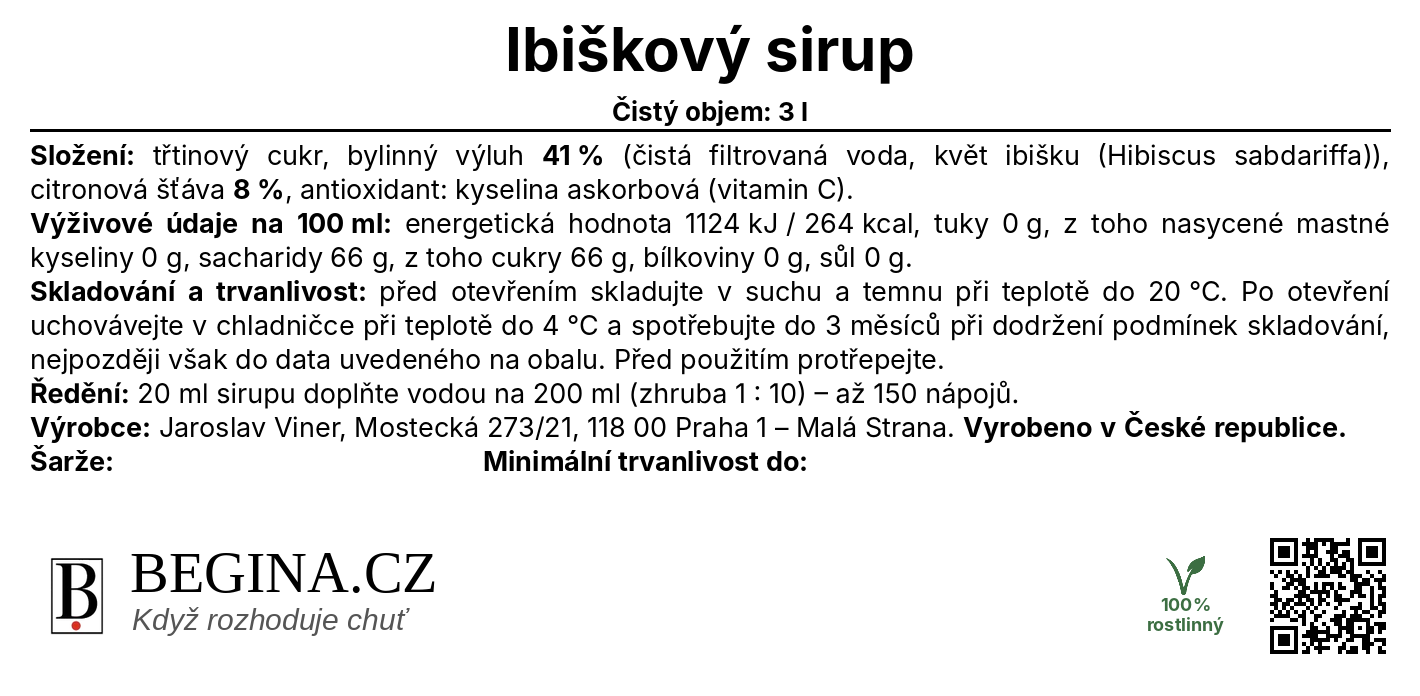 Ibiškový sirup
Čistý objem: 3 l
Složení: třtinový cukr, bylinný výluh 41 % (čistá filtrovaná voda, květ ibišku (Hibiscus sabdariffa)),
citronová šťáva 8 %, antioxidant: kyselina askorbová (vitamin C).
Výživové údaje na 100 ml: energetická hodnota 1124 kJ / 264 kcal, tuky 0 g, z toho nasycené mastné
kyseliny 0 g, sacharidy 66 g, z toho cukry 66 g, bílkoviny 0 g, sůl 0 g.
Skladování a trvanlivost: před otevřením skladujte v suchu a temnu při teplotě do 20 °C. Po otevření
uchovávejte v chladničce při teplotě do 4 °C a spotřebujte do 3 měsíců při dodržení podmínek skladování,
nejpozději však do data uvedeného na obalu. Před použitím protřepejte.
Ředění: 20 ml sirupu doplňte vodou na 200 ml (zhruba 1 : 10) – až 150 nápojů.
Výrobce: Jaroslav Viner, Mostecká 273/21, 118 00 Praha 1 – Malá Strana. Vyrobeno v České republice.
Šarže: Minimální trvanlivost do:
B
BEGINA.CZ
Když rozhoduje chuť
100%
rostlinný